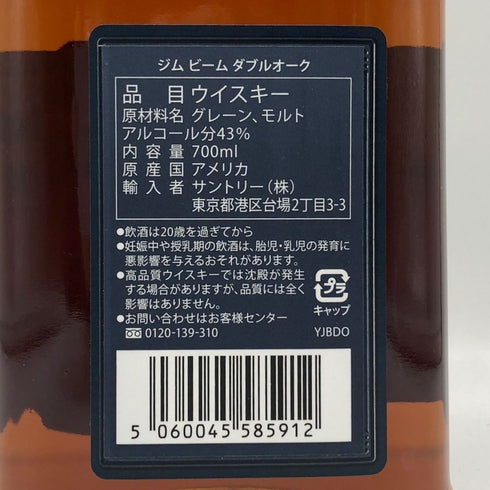 ジム ビーム ダブルオーク
品 目 ウイスキー
原材料名 グレーン、モルト
アルコール分43%
内 容 量 700ml
原 産 国 アメリカ
輸 入 者 サントリー(株)
東京都港区台場2丁目3-3
●飲酒は20歳を過ぎてから
●妊娠中や授乳期の飲酒は、胎児・乳児の発育に
悪影響を与えるおそれがあります。
●高品質ウイスキーでは沈殿が発生
する場合がありますが、品質には全く
影響はありません。
●お問い合わせはお客様センター
0120-139-310
プラ
キャップ
YJBDO
5 060045 585912